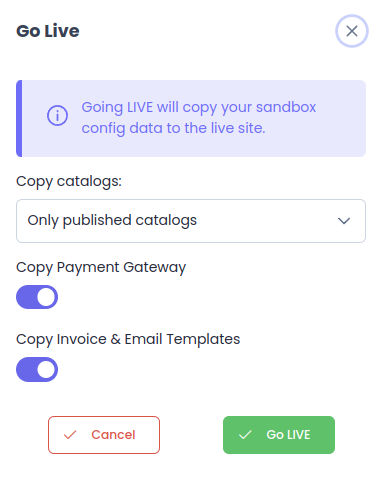 Go Live
Going LIVE will copy your sandbox
config data to the live site.
Copy catalogs:
Only published catalogs
Copy Payment Gateway
Copy Invoice & Email Templates
Cancel
Go LIVE